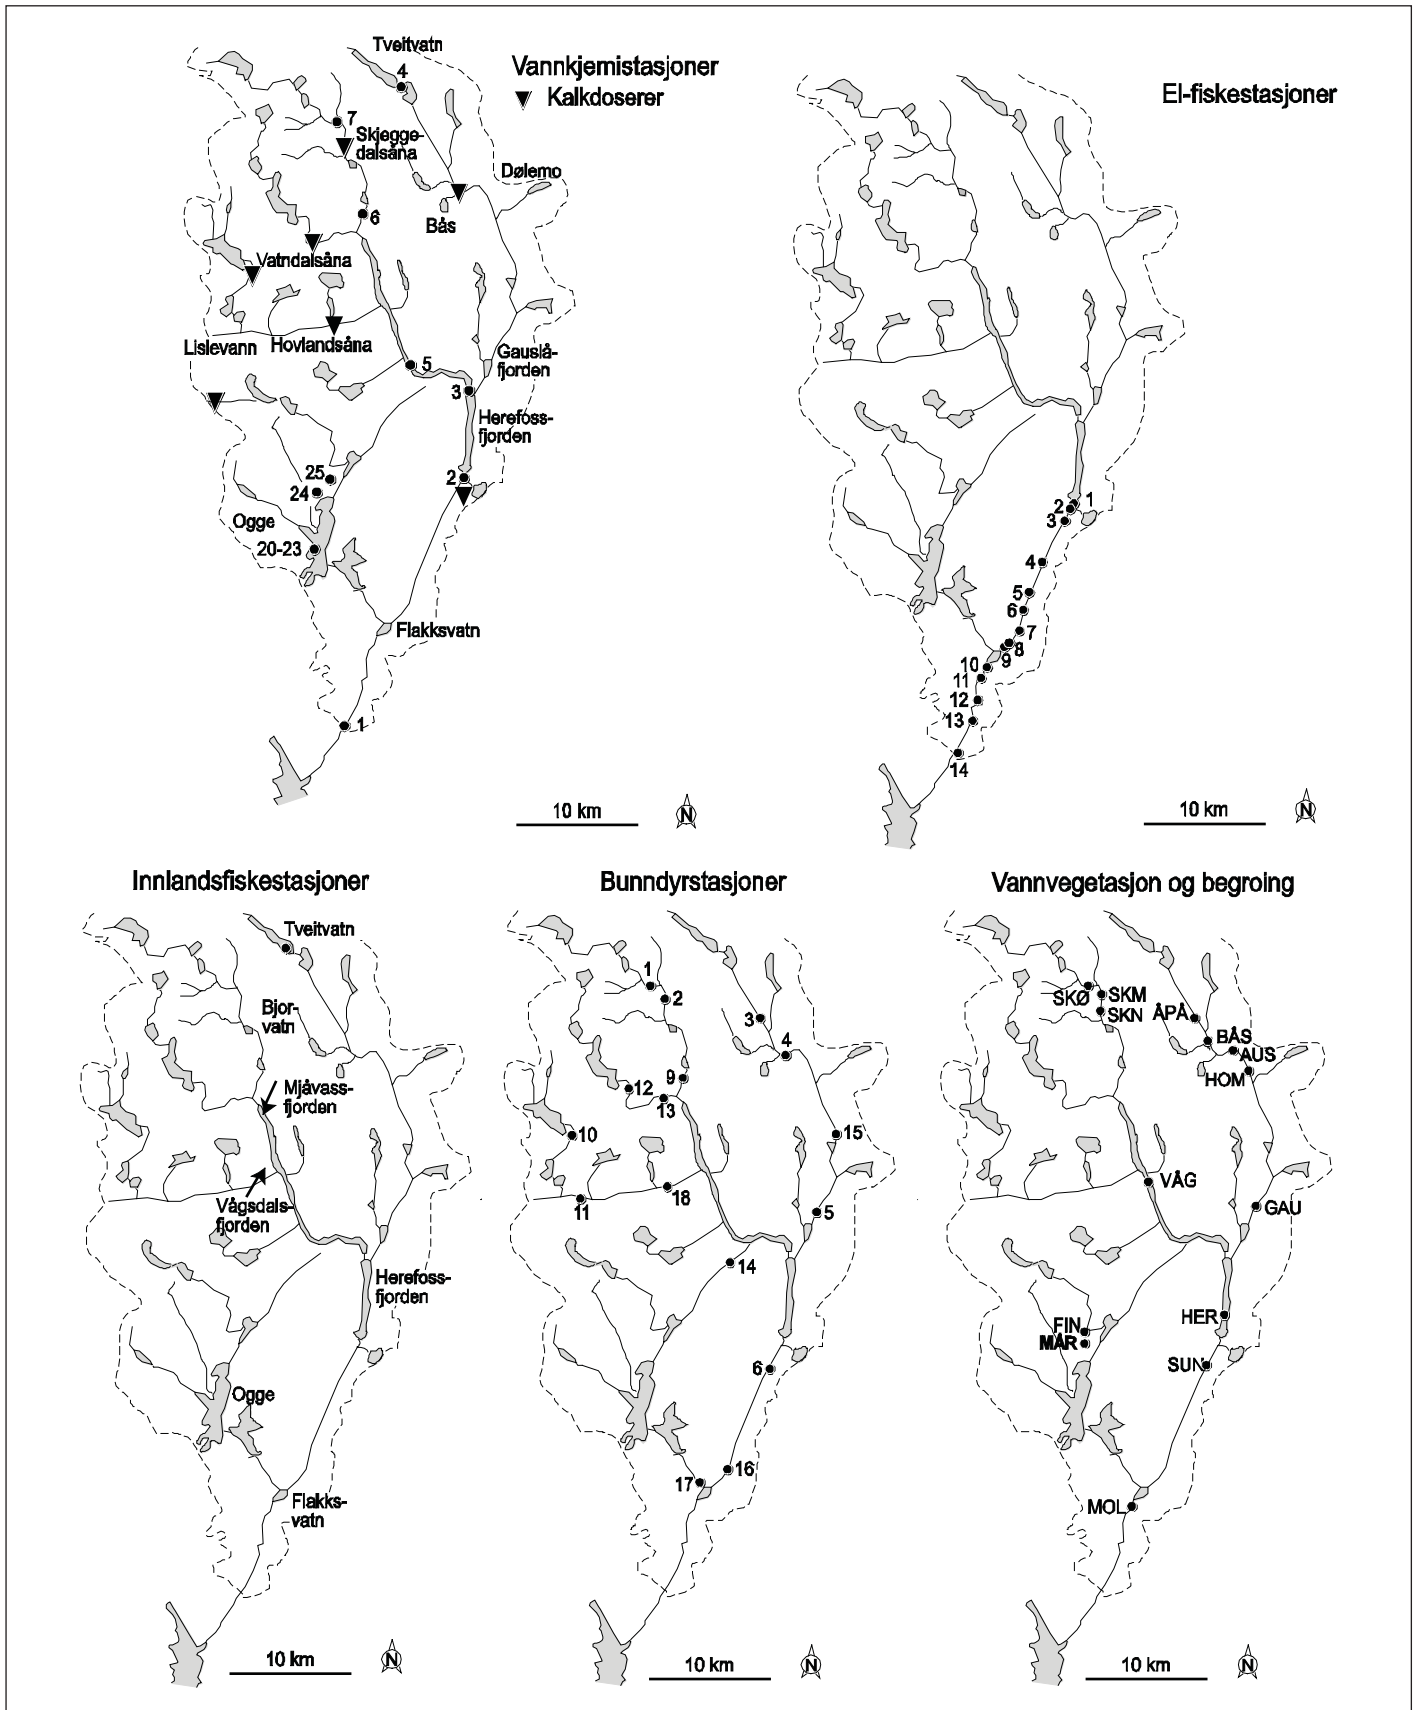 Tveitvatn
4
Vannkjemistasjoner
Kalkdoserer
7
Skjegge-
dalsåna
Dølemo
6
Bås
Vatndalsåna
Lislevann
Hovlandsåna
5
Gauslå-
fjorden
3
Herefoss-
fjorden
25
24
2
Ogge
20-23
Flakksvatn
1
10 km
N
El-fiskestasjoner
1
2
3
4
5
6
7
8
9
10
11
12
13
14
10 km
N
Innlandsfiskestasjoner
Tveitvatn
Bjor-
vatn
Mjåvass-
fjorden
Vågsdals-
fjorden
Herefoss-
fjorden
Ogge
Flakks-
vatn
10 km
N
Bunndyrstasjoner
1
2
3
4
9
12
13
10
15
18
11
5
14
6
16
17
10 km
N
Vannvegetasjon og begroing
SKØ
SKM
SKN
ÅPÅ
BÅS
AUS
HOM
VÅG
GAU
HER
FIN
MÅR
SUN
MOL
10 km
N